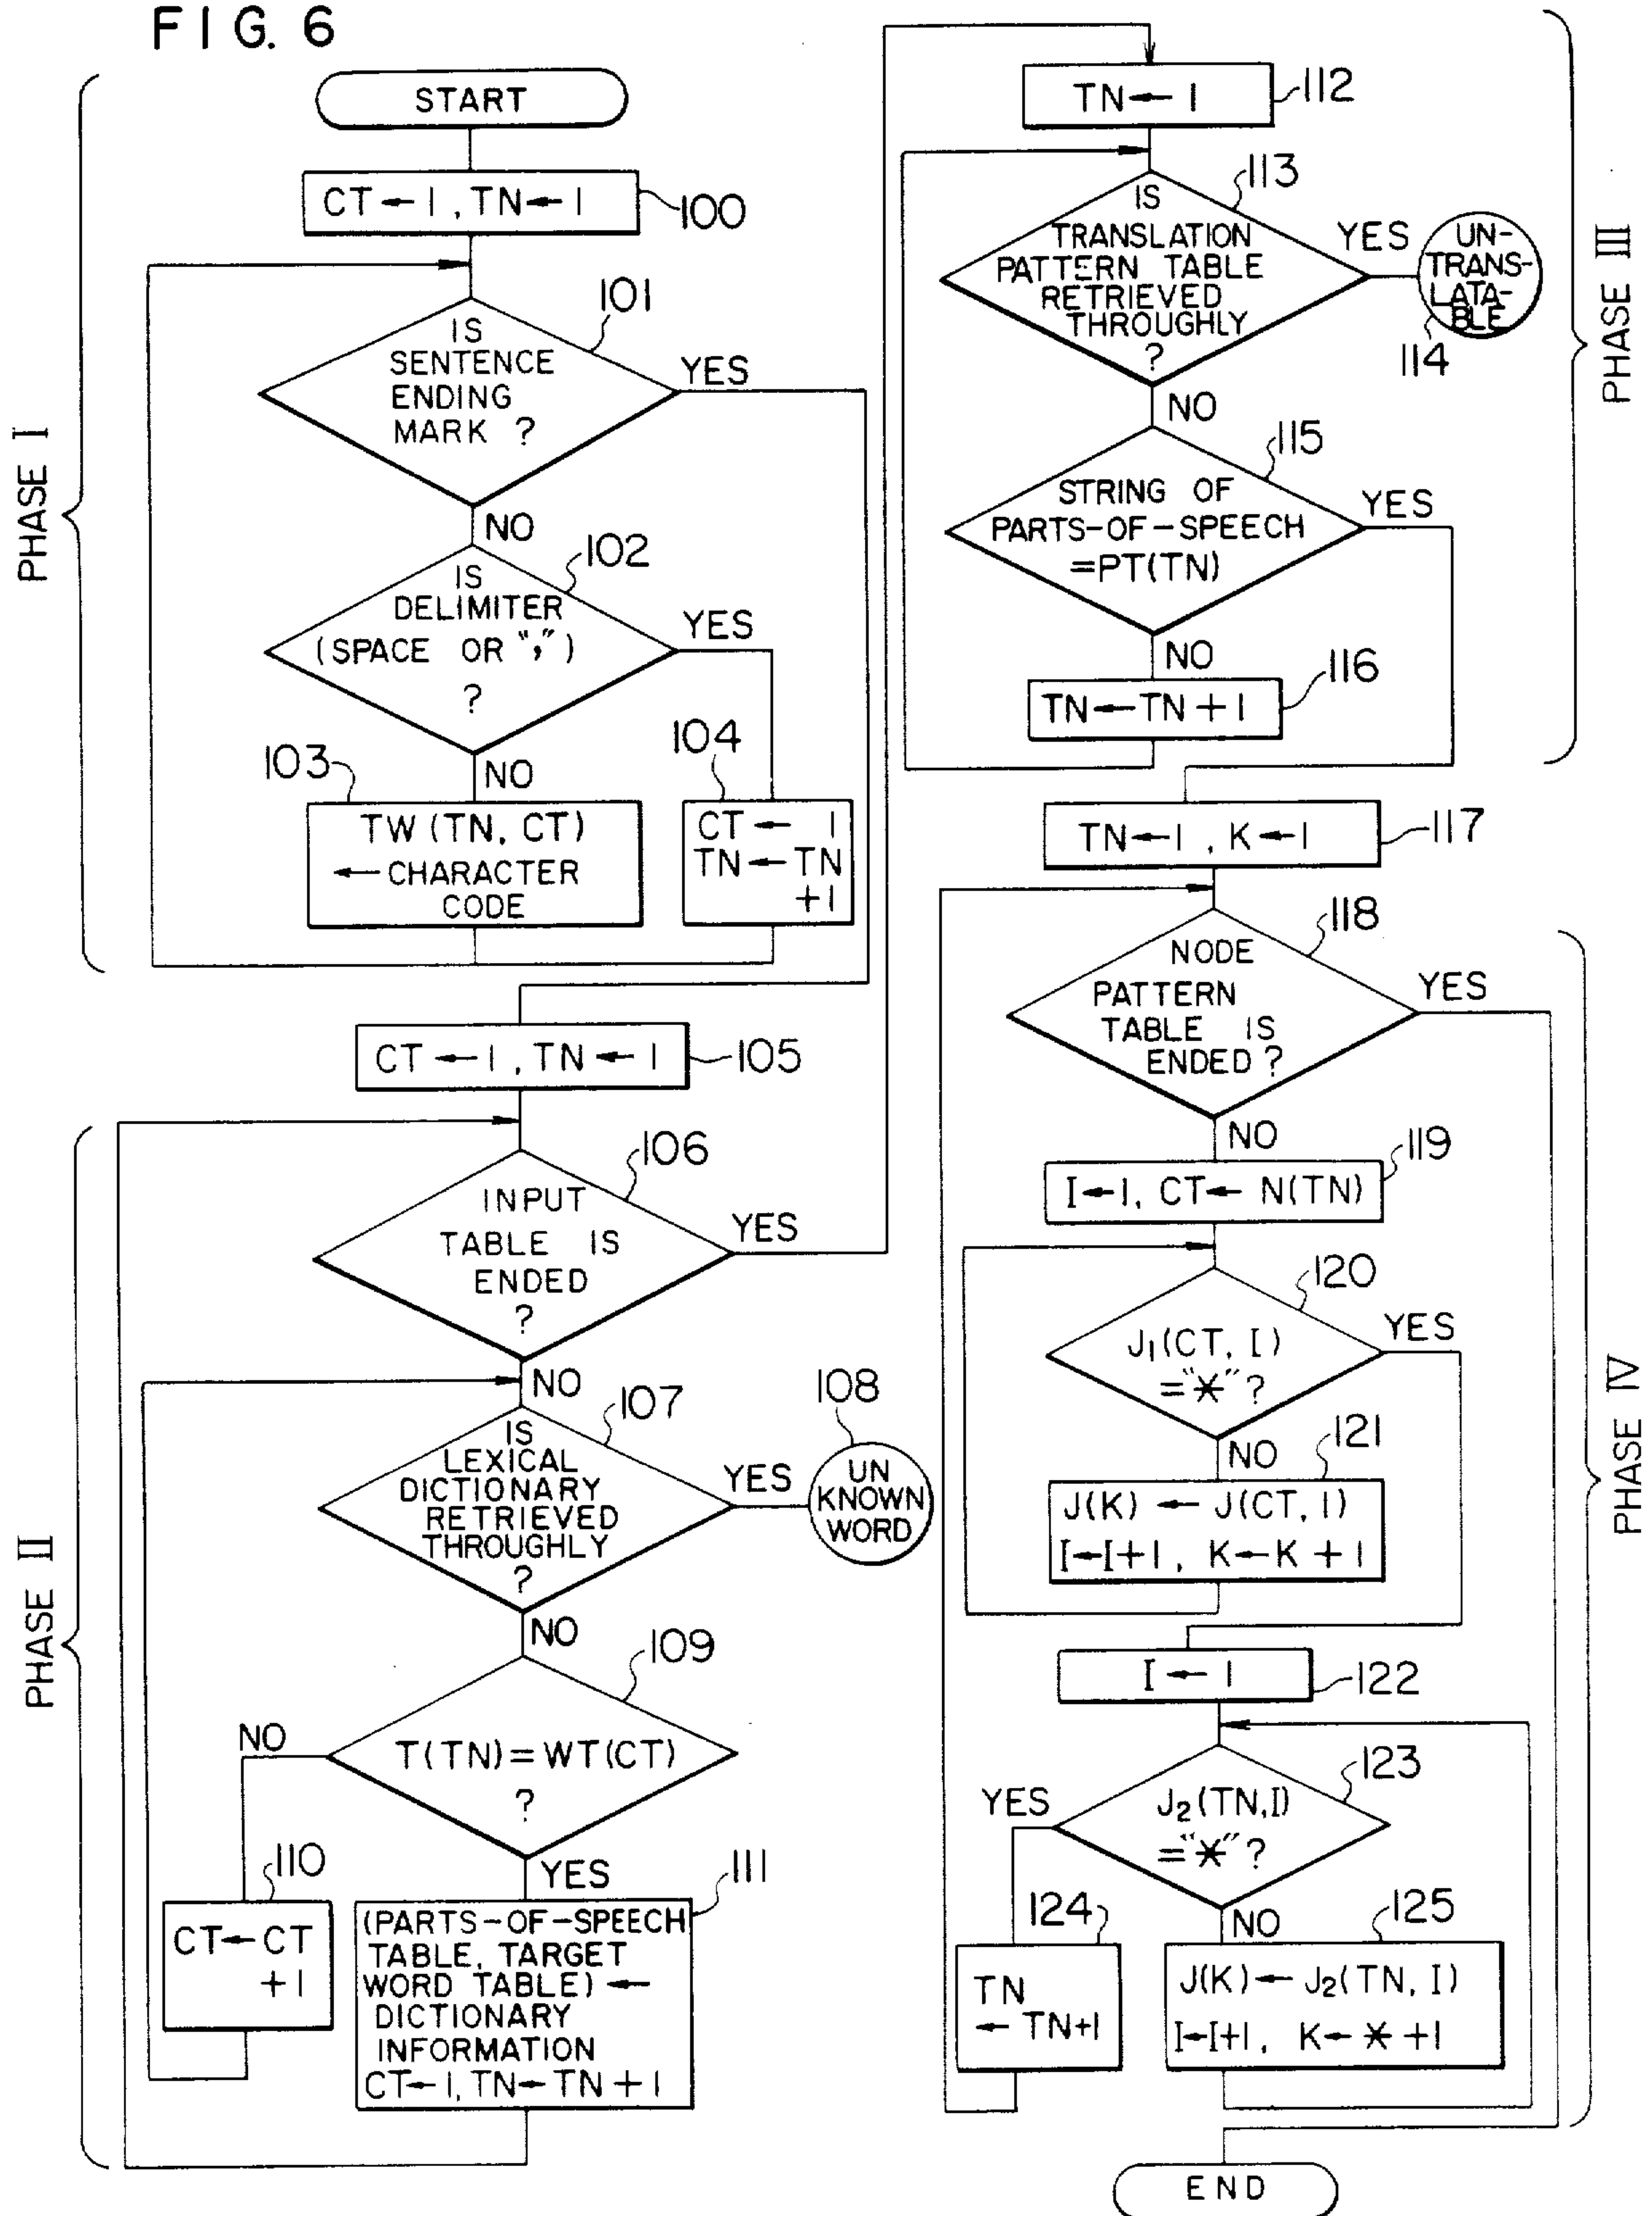 FIG. 6
PHASE I
START
CT ← 1 , TN ← 1
100
IS
SENTENCE
ENDING
MARK ?
101
YES
NO
IS
DELIMITER
(SPACE OR ",")
?
102
YES
NO
103
TW (TN, CT)
← CHARACTER
CODE
104
CT ← 1
TN ← TN
+1
CT ← 1 , TN ← 1
105
PHASE II
INPUT
TABLE IS
ENDED
?
106
YES
NO
IS
LEXICAL
DICTIONARY
RETRIEVED
THROUGHLY
?
107
YES
108
UN
KNOWN
WORD
NO
109
T(TN)=WT(CT)
?
NO
YES
110
CT ← CT
+1
111
(PARTS-OF-SPEECH
TABLE, TARGET
WORD TABLE) ←
DICTIONARY
INFORMATION
CT←1, TN←TN+1
PHASE III
TN ← 1
112
IS
TRANSLATION
PATTERN TABLE
RETRIEVED
THROUGHLY
?
113
YES
UN-
TRANS-
LATA-
BLE
114
NO
STRING OF
PARTS-OF-SPEECH
=PT(TN)
115
YES
NO
TN ← TN +1
116
TN←1 , K←1
117
PHASE IV
NODE
PATTERN
TABLE IS
ENDED ?
118
YES
NO
I←1, CT← N(TN)
119
J₁(CT, I)
="*"?
120
YES
NO
121
J(K) ← J(CT, I)
I←I+1, K←K+1
I ← 1
122
J₂(TN,I)
="*"?
123
YES
NO
124
TN
← TN+1
125
J(K)← J₂(TN, I)
I←I+1, K← * +1
END